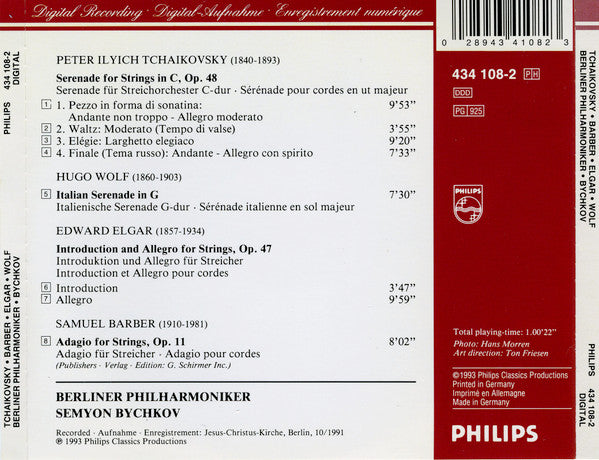 Digital Recording · Digital-Aufnahme · Enregistrement numérique
PETER ILYICH TCHAIKOVSKY (1840-1893)
Serenade for Strings in C, Op. 48
Serenade für Streichorchester C-dur · Sérénade pour cordes en ut majeur
1 1. Pezzo in forma di sonatina: 9’53”
Andante non troppo - Allegro moderato
2 2. Waltz: Moderato (Tempo di valse) 3’55”
3 3. Elégie: Larghetto elegiaco 9’20”
4 4. Finale (Tema russo): Andante - Allegro con spirito 7’33”
HUGO WOLF (1860-1903)
5 Italian Serenade in G 7’30”
Italienische Serenade G-dur · Sérénade italienne en sol majeur
EDWARD ELGAR (1857-1934)
Introduction and Allegro for Strings, Op. 47
Introduktion und Allegro für Streicher
Introduction et Allegro pour cordes
6 Introduction 3’47”
7 Allegro 9’59”
SAMUEL BARBER (1910-1981)
8 Adagio for Strings, Op. 11 8’02”
Adagio für Streicher · Adagio pour cordes
(Publishers · Verlag · Edition: G. Schirmer Inc.)
BERLINER PHILHARMONIKER
SEMYON BYCHKOV
Recorded · Aufnahme · Enregistrement: Jesus-Christus-Kirche, Berlin, 10/1991
℗ 1993 Philips Classics Productions
0 28943 41082 3
434 108-2 PH
DDD
PG 925
PHILIPS
Total playing-time: 1.00’22”
Photo: Hans Morren
Art direction: Ton Friesen
©1993 Philips Classics Productions
Printed in Germany
Imprimé en Allemagne
Made in Germany
PHILIPS
PHILIPS 434 108-2
DIGITAL
TCHAIKOVSKY · BARBER · ELGAR · WOLF
BERLINER PHILHARMONIKER · BYCHKOV
TCHAIKOVSKY · BARBER · ELGAR · WOLF
BERLINER PHILHARMONIKER · BYCHKOV
PHILIPS 434 108-2
DIGITAL